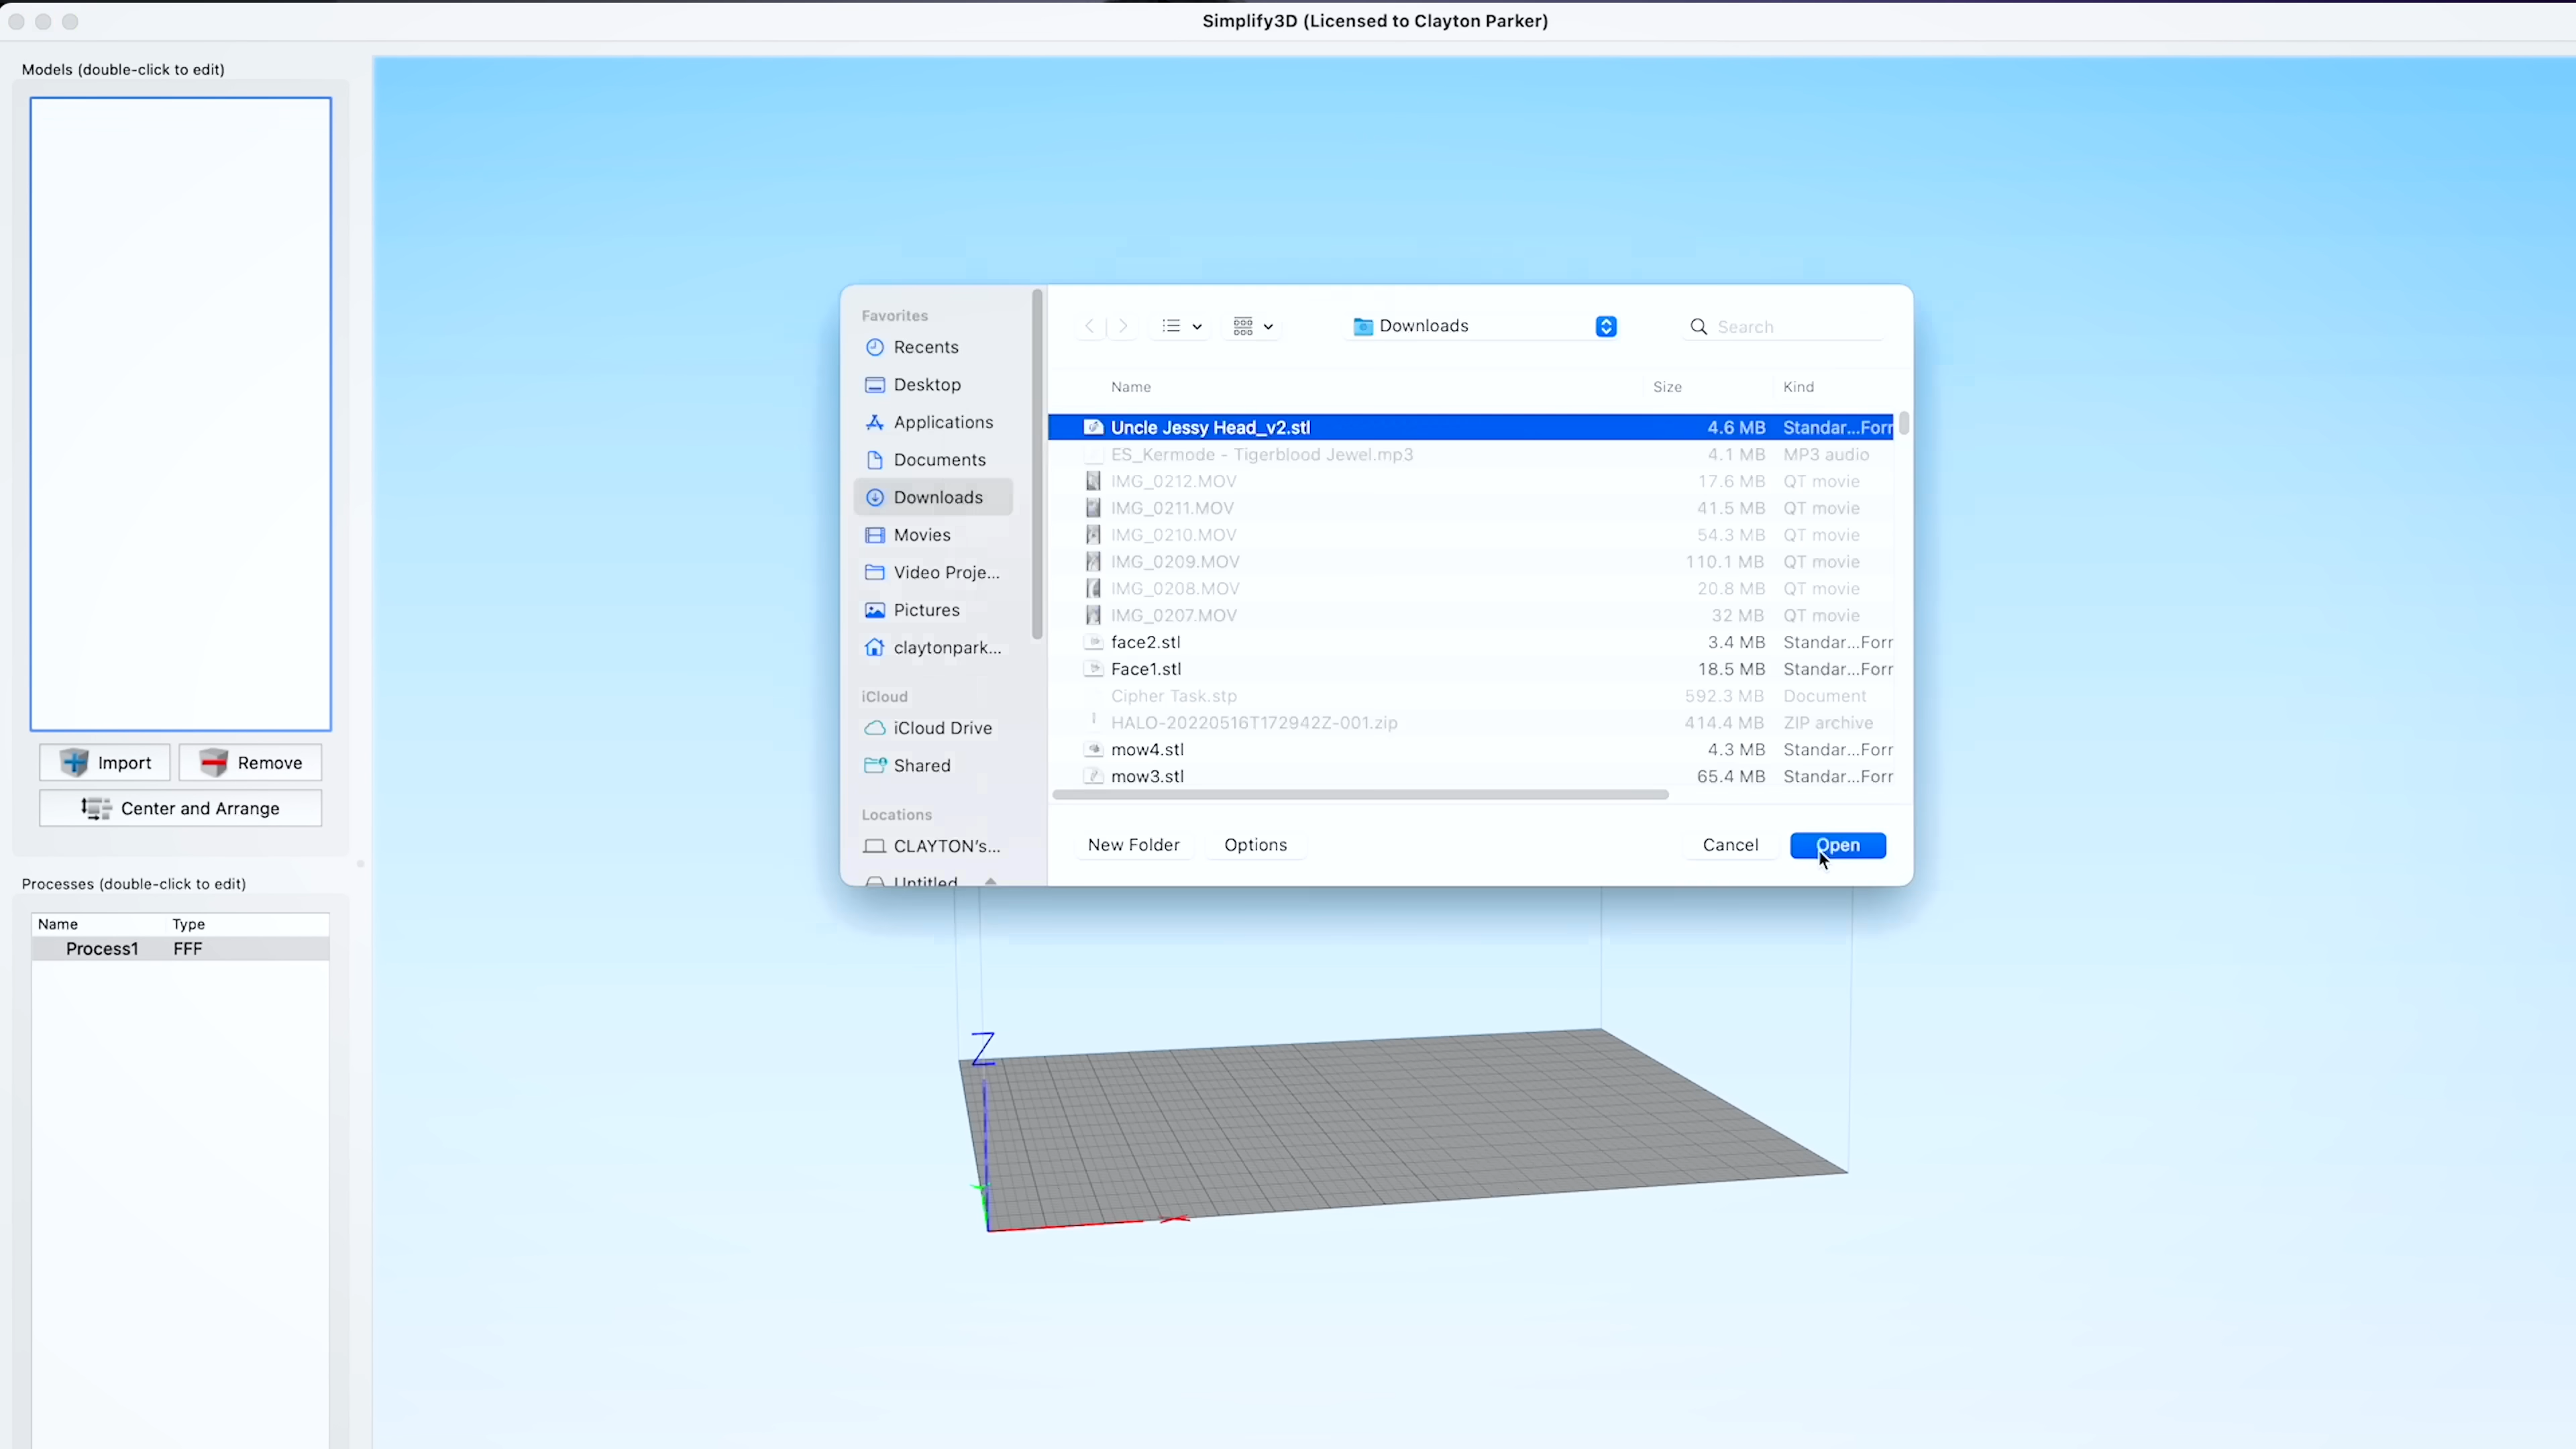 Simplify3D (Licensed to Clayton Parker)
Models (double-click to edit)
Import
Remove
Center and Arrange
Processes (double-click to edit)
Name Type
Process1 FFF
Favorites
Recents
Desktop
Applications
Documents
Downloads
Movies
Video Proje...
Pictures
claytonpark...
iCloud
iCloud Drive
Shared
Locations
CLAYTON's...
Untitled
Downloads
Search
Name Size Kind
Uncle Jessy Head_v2.stl 4.6 MB Standar...Forr
ES_Kermode - Tigerblood Jewel.mp3 4.1 MB MP3 audio
IMG_0212.MOV 17.6 MB QT movie
IMG_0211.MOV 41.5 MB QT movie
IMG_0210.MOV 54.3 MB QT movie
IMG_0209.MOV 110.1 MB QT movie
IMG_0208.MOV 20.8 MB QT movie
IMG_0207.MOV 32 MB QT movie
face2.stl 3.4 MB Standar...Forr
Face1.stl 18.5 MB Standar...Forr
Cipher Task.stp 592.3 MB Document
HALO-20220516T172942Z-001.zip 414.4 MB ZIP archive
mow4.stl 4.3 MB Standar...Forr
mow3.stl 65.4 MB Standar...Forr
New Folder
Options
Cancel
Open
Z